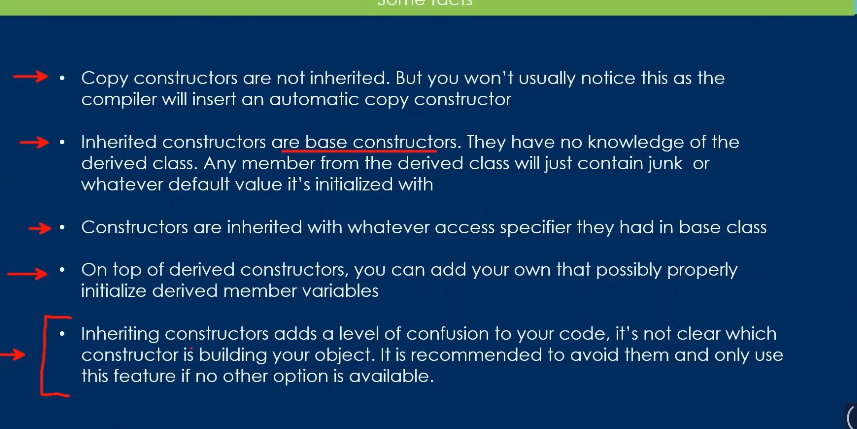 Some facts
• Copy constructors are not inherited. But you won't usually notice this as the
compiler will insert an automatic copy constructor
• Inherited constructors are base constructors. They have no knowledge of the
derived class. Any member from the derived class will just contain junk or
whatever default value it's initialized with
• Constructors are inherited with whatever access specifier they had in base class
• On top of derived constructors, you can add your own that possibly properly
initialize derived member variables
• Inheriting constructors adds a level of confusion to your code, it's not clear which
constructor is building your object. It is recommended to avoid them and only use
this feature if no other option is available.